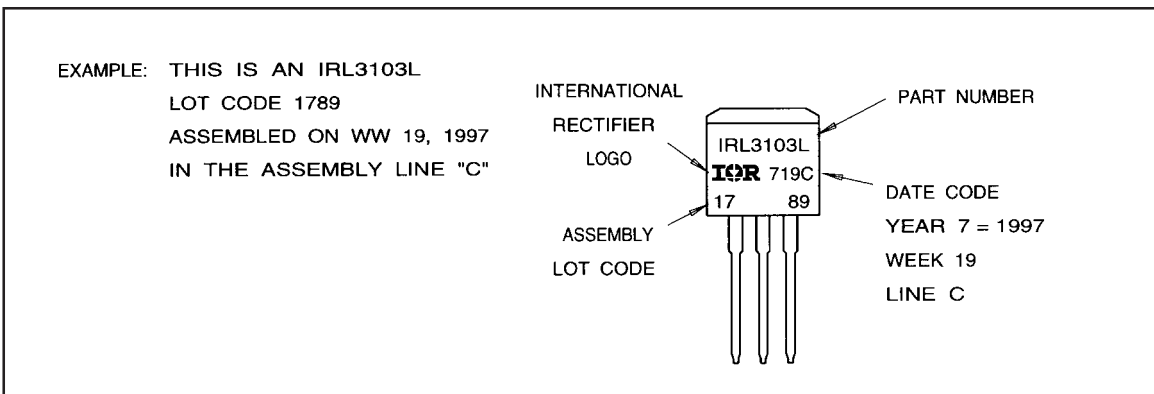 EXAMPLE: THIS IS AN IRL3103L
LOT CODE 1789
ASSEMBLED ON WW 19, 1997
IN THE ASSEMBLY LINE "C"
INTERNATIONAL
RECTIFIER
LOGO
ASSEMBLY
LOT CODE
IRL3103L
IOR 719C
17 89
PART NUMBER
DATE CODE
YEAR 7 = 1997
WEEK 19
LINE C